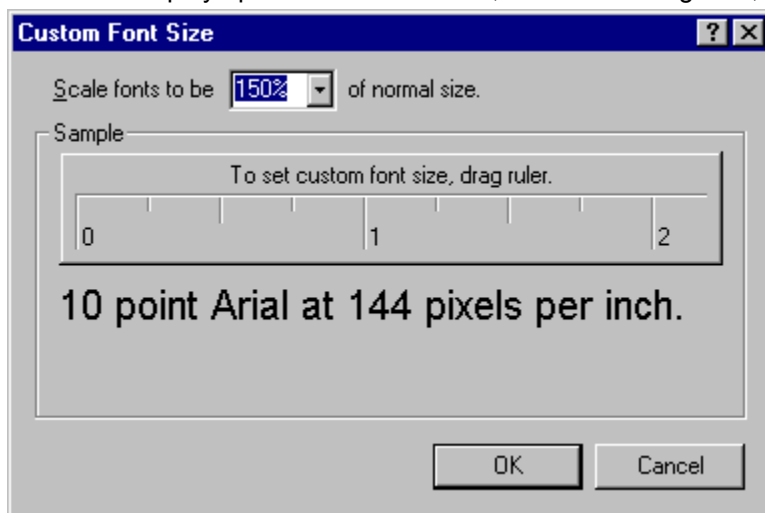 Custom Font Size
Scale fonts to be 150% of normal size.
Sample
To set custom font size, drag ruler.
0 1 2
10 point Arial at 144 pixels per inch.
OK Cancel